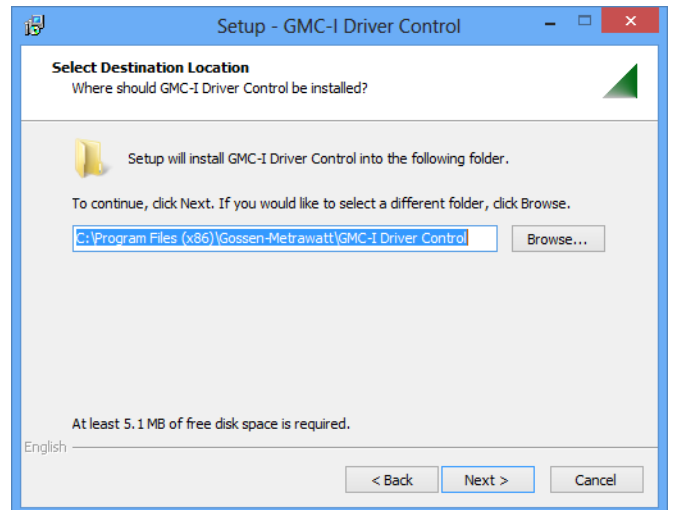 Setup - GMC-I Driver Control
Select Destination Location
Where should GMC-I Driver Control be installed?
Setup will install GMC-I Driver Control into the following folder.
To continue, click Next. If you would like to select a different folder, click Browse.
C:\Program Files (x86)\Gossen-Metrawatt\GMC-I Driver Control
Browse...
At least 5.1 MB of free disk space is required.
English
< Back
Next >
Cancel